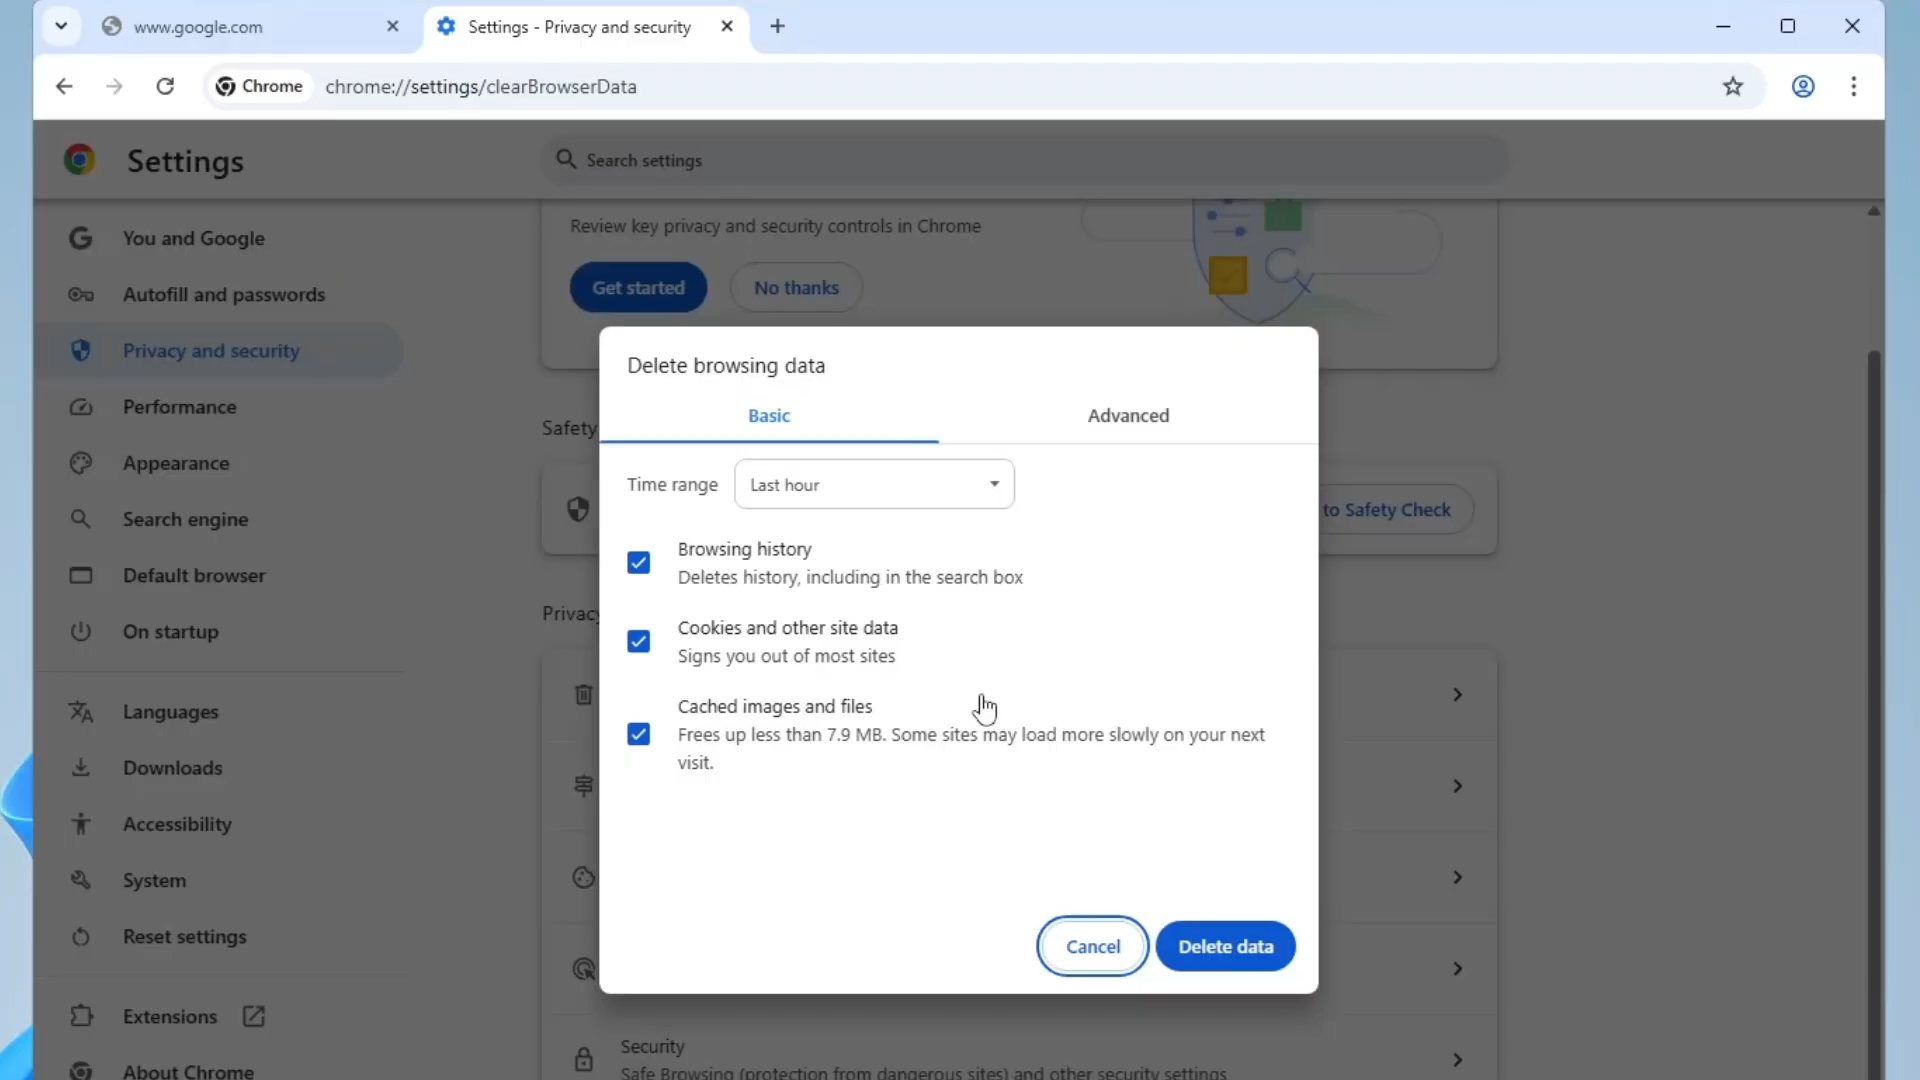 www.google.com
Settings - Privacy and security
Chrome
chrome://settings/clearBrowserData
Settings
Search settings
You and Google
Autofill and passwords
Privacy and security
Performance
Appearance
Search engine
Default browser
On startup
Languages
Downloads
Accessibility
System
Reset settings
Extensions
About Chrome
Review key privacy and security controls in Chrome
Get started
No thanks
Safety
to Safety Check
Privacy
Delete browsing data
Basic
Advanced
Time range
Last hour
Browsing history
Deletes history, including in the search box
Cookies and other site data
Signs you out of most sites
Cached images and files
Frees up less than 7.9 MB. Some sites may load more slowly on your next
visit.
Cancel
Delete data
Security
Safe Browsing (protection from dangerous sites) and other security settings